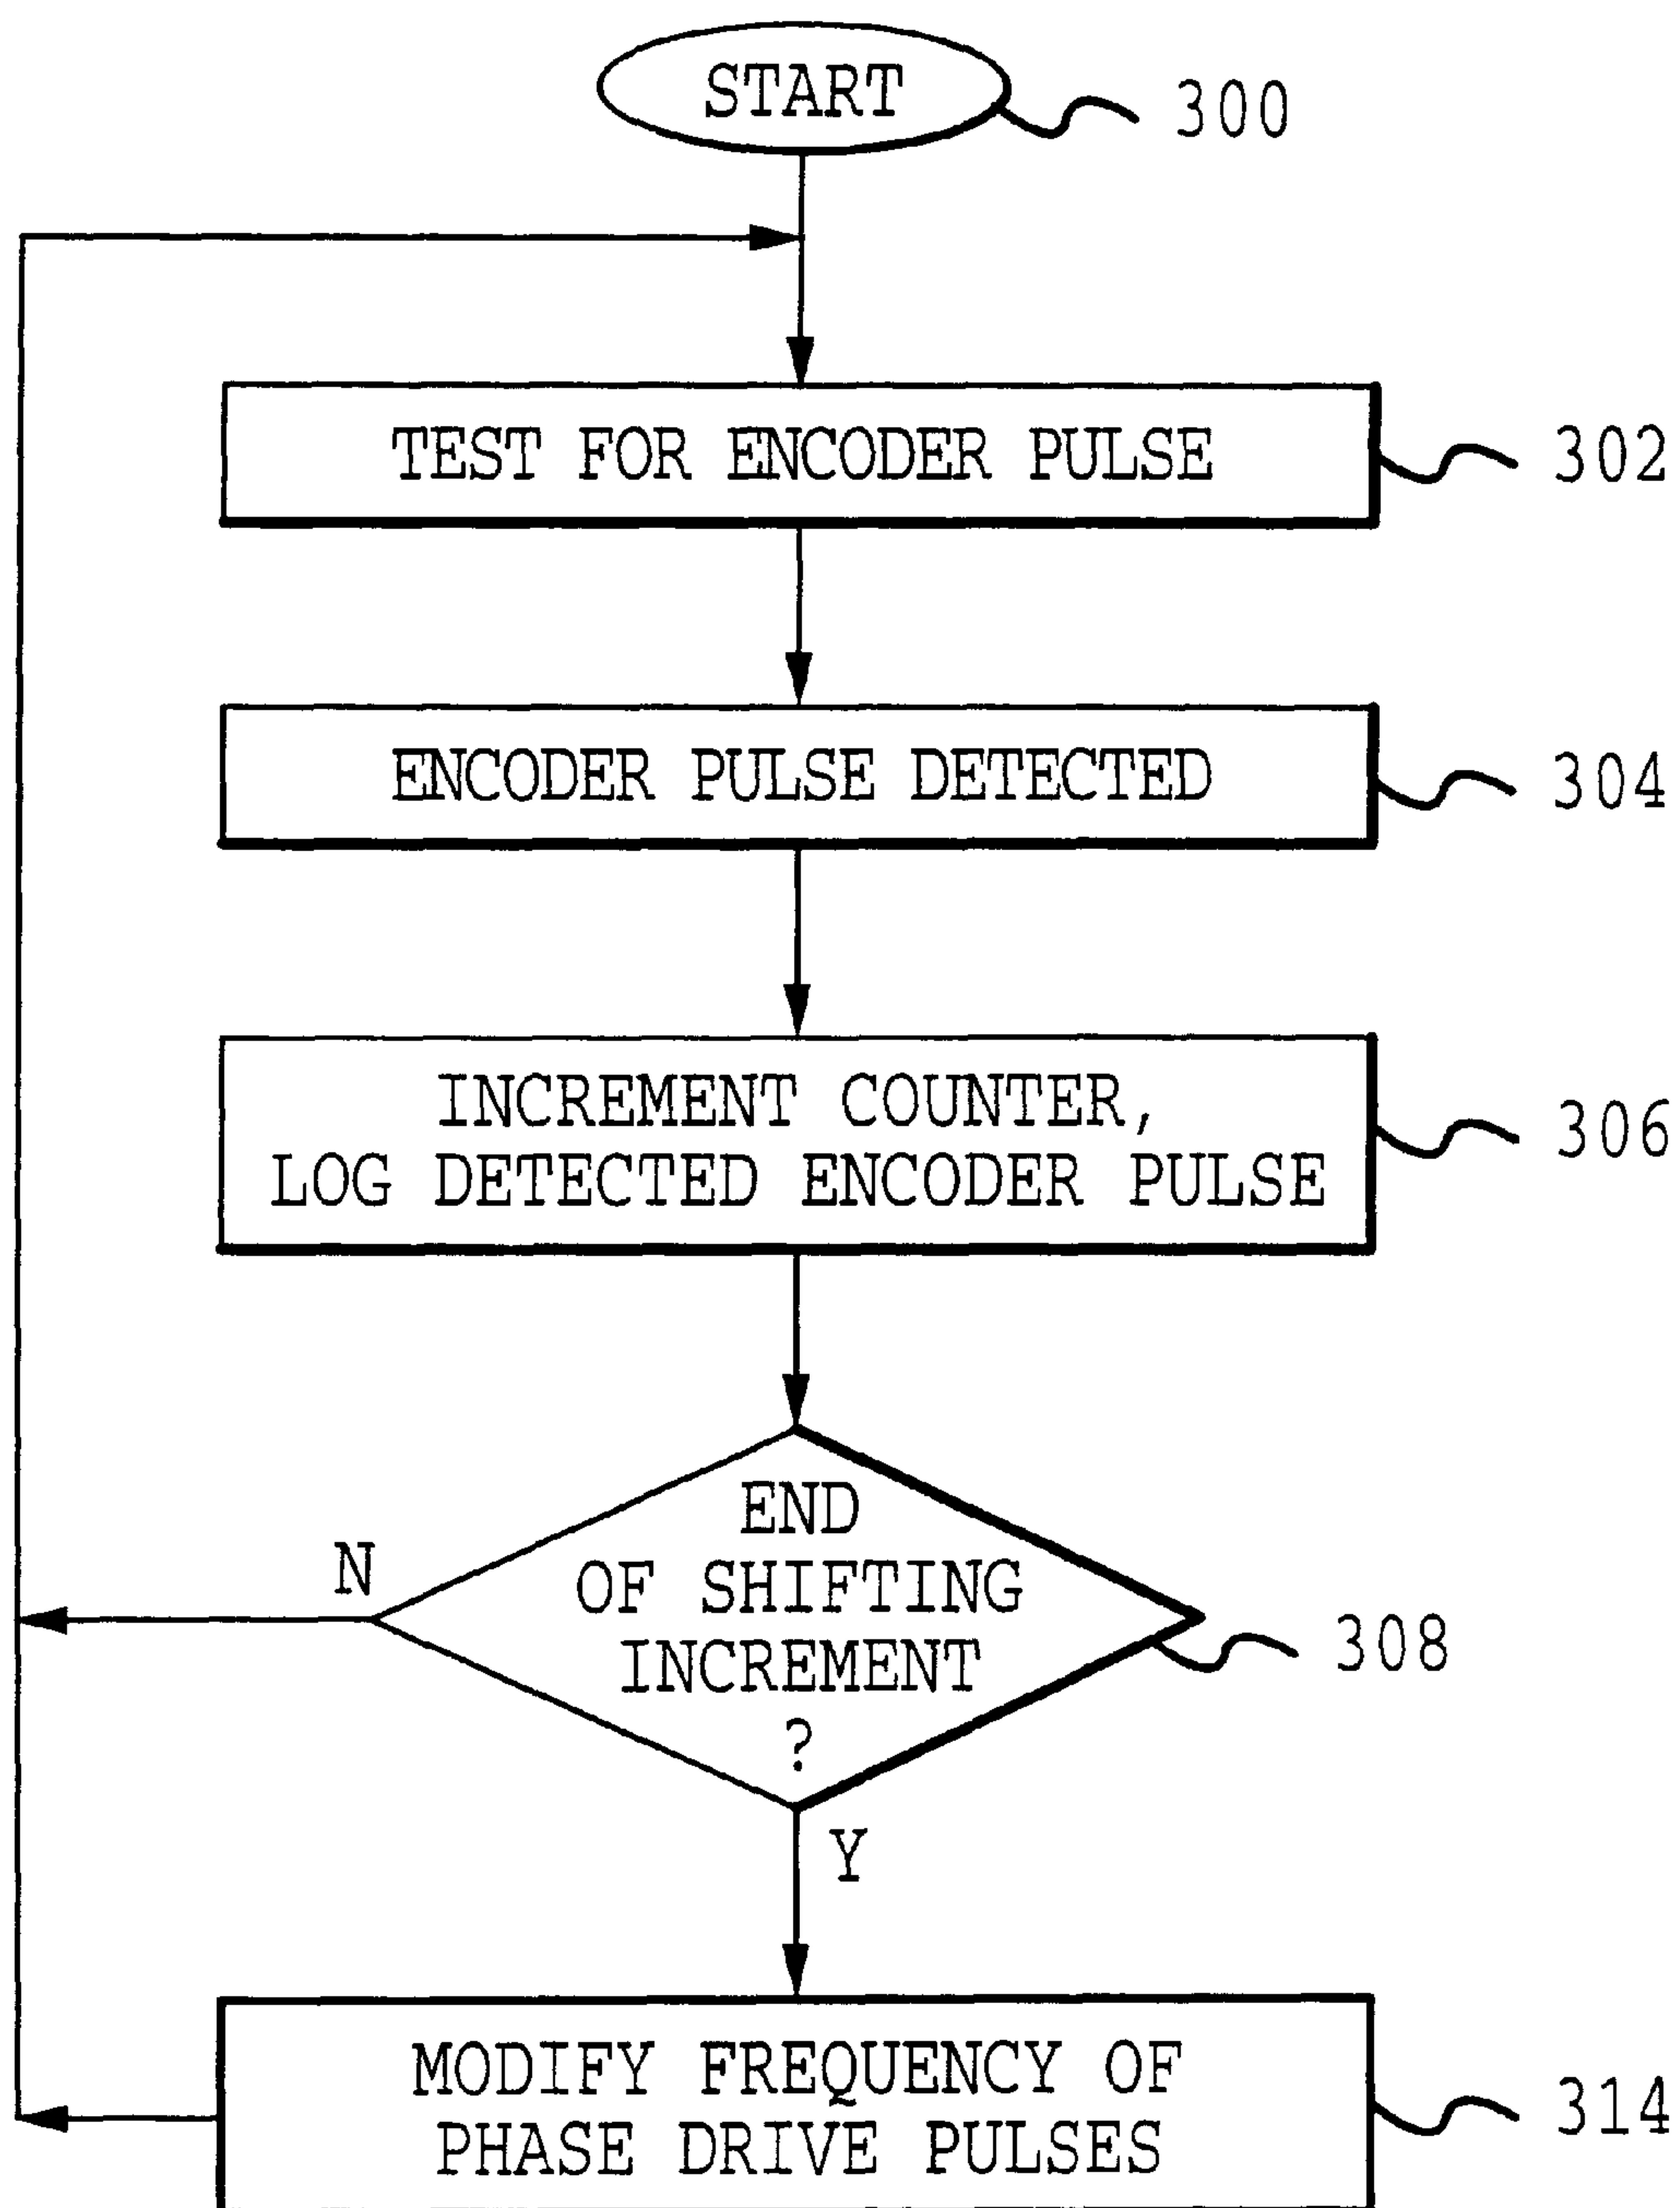 START
300
TEST FOR ENCODER PULSE
302
ENCODER PULSE DETECTED
304
INCREMENT COUNTER,
LOG DETECTED ENCODER PULSE
306
END
OF SHIFTING
INCREMENT
?
308
N
Y
MODIFY FREQUENCY OF
PHASE DRIVE PULSES
314